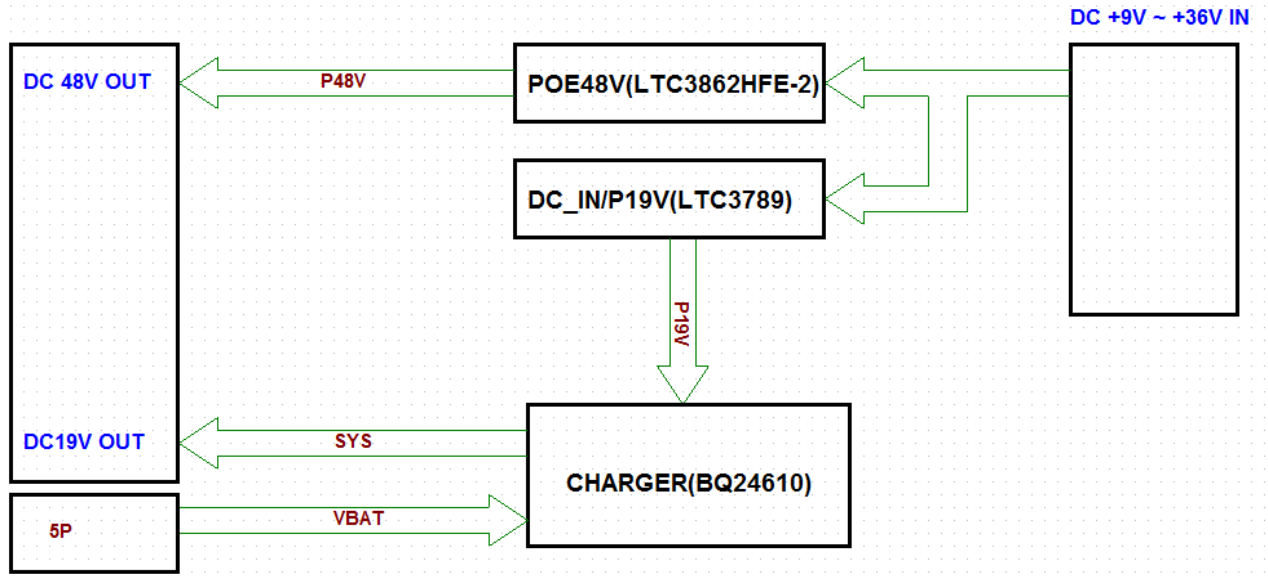 DC +9V ~ +36V IN
DC 48V OUT
P48V
POE48V(LTC3862HFE-2)
DC_IN/P19V(LTC3789)
P19V
DC19V OUT
SYS
CHARGER(BQ24610)
5P
VBAT